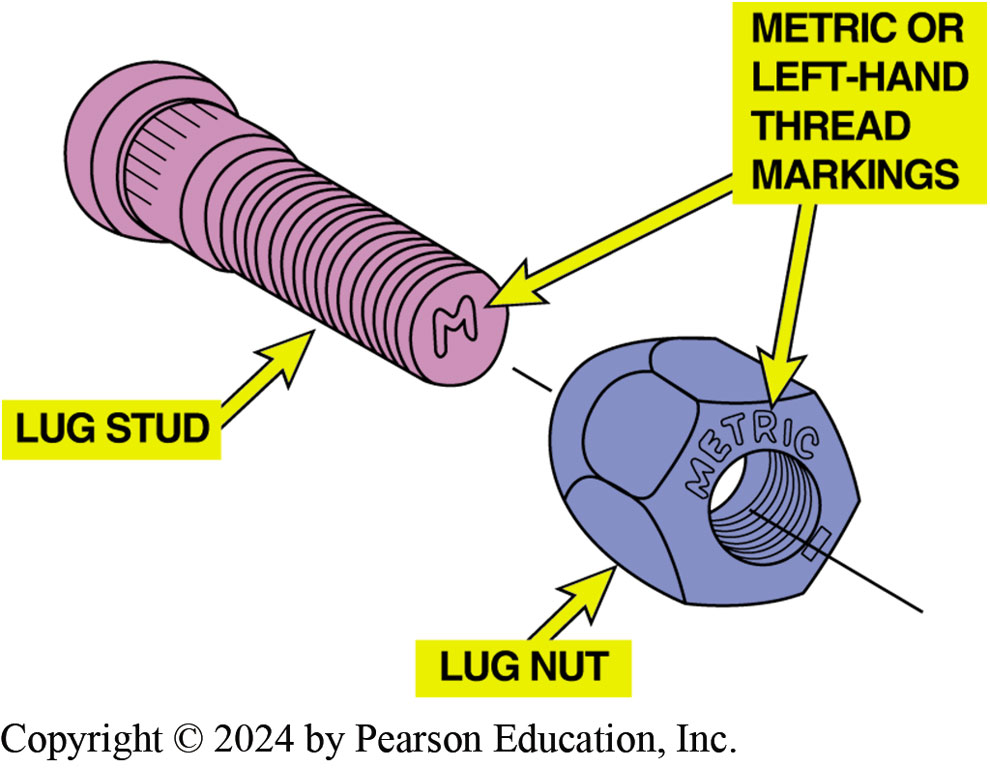 METRIC OR
LEFT-HAND
THREAD
MARKINGS
M
LUG STUD
METRIC
LUG NUT
Copyright © 2024 by Pearson Education, Inc.